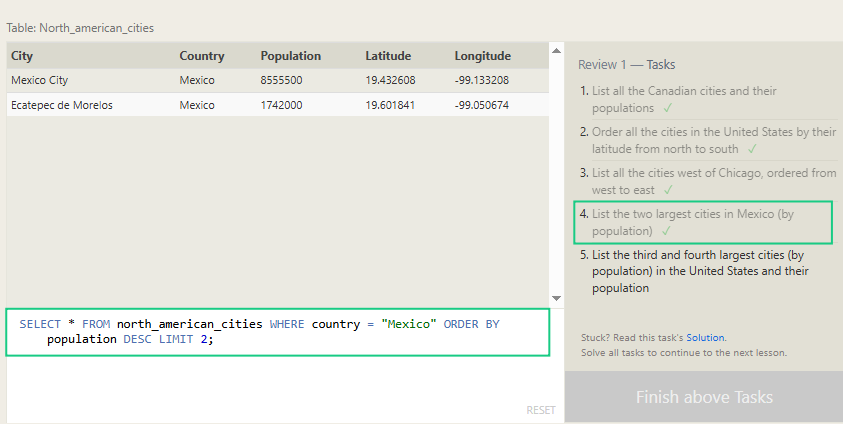 Table: North_american_cities
City Country Population Latitude Longitude
Mexico City Mexico 8555500 19.432608 -99.133208
Ecatepec de Morelos Mexico 1742000 19.601841 -99.050674
SELECT * FROM north_american_cities WHERE country = "Mexico" ORDER BY
population DESC LIMIT 2;
RESET
Review 1 — Tasks
1. List all the Canadian cities and their
populations ✓
2. Order all the cities in the United States by their
latitude from north to south ✓
3. List all the cities west of Chicago, ordered from
west to east ✓
4. List the two largest cities in Mexico (by
population) ✓
5. List the third and fourth largest cities (by
population) in the United States and their
population
Stuck? Read this task's Solution.
Solve all tasks to continue to the next lesson.
Finish above Tasks